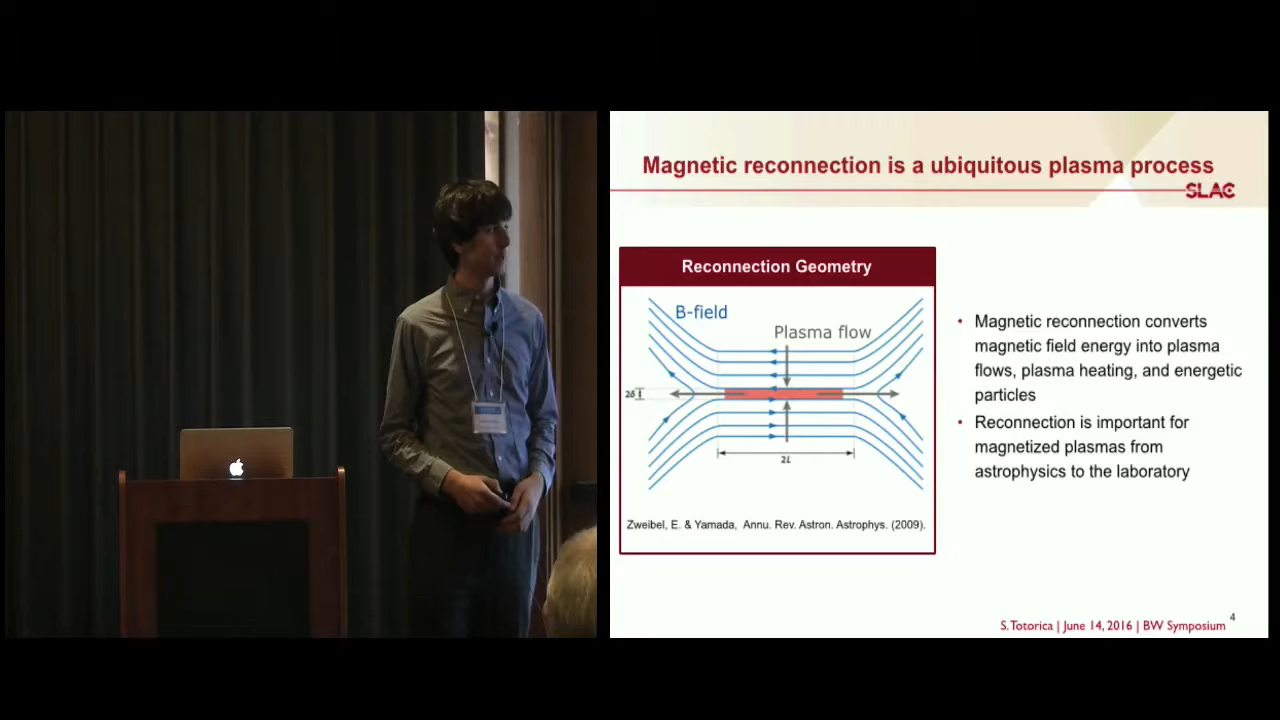 Magnetic reconnection is a ubiquitous plasma process
SLAC
Reconnection Geometry
B-field
Plasma flow
2δ
2L
Zweibel, E. & Yamada, Annu. Rev. Astron. Astrophys. (2009).
• Magnetic reconnection converts
magnetic field energy into plasma
flows, plasma heating, and energetic
particles
• Reconnection is important for
magnetized plasmas from
astrophysics to the laboratory
4
S. Totorica | June 14, 2016 | BW Symposium